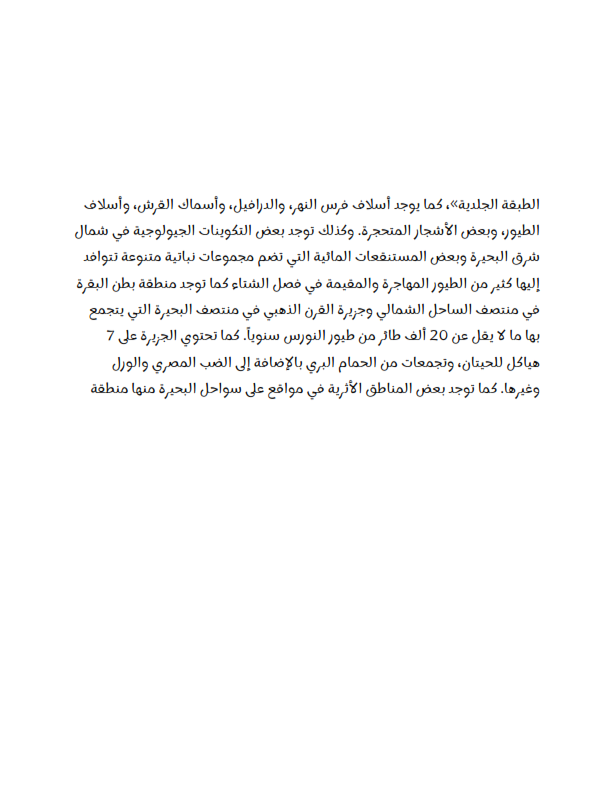 الطبقة الجلدية»، كما يوجد أسلاف فرس النهر، والدرافيل، وأسماك القرش، وأسلاف
الطيور، وبعض الأشجار المتحجرة. وكذلك توجد بعض التكوينات الجيولوجية في شمال
شرق البحيرة وبعض المستنقعات المائية التي تضم مجموعات نباتية متنوعة تتوافد
إليها كثير من الطيور المهاجرة والمقيمة في فصل الشتاء كما توجد منطقة بطن البقرة
في منتصف الساحل الشمالي وجزيرة القرن الذهبي في منتصف البحيرة التي يتجمع
بها ما لا يقل عن 20 ألف طائر من طيور النورس سنوياً. كما تحتوي الجزيرة على 7
هياكل للحيتان، وتجمعات من الحمام البري بالإضافة إلى الضب المصري والورل
وغيرها. كما توجد بعض المناطق الأثرية في مواقع على سواحل البحيرة منها منطقة